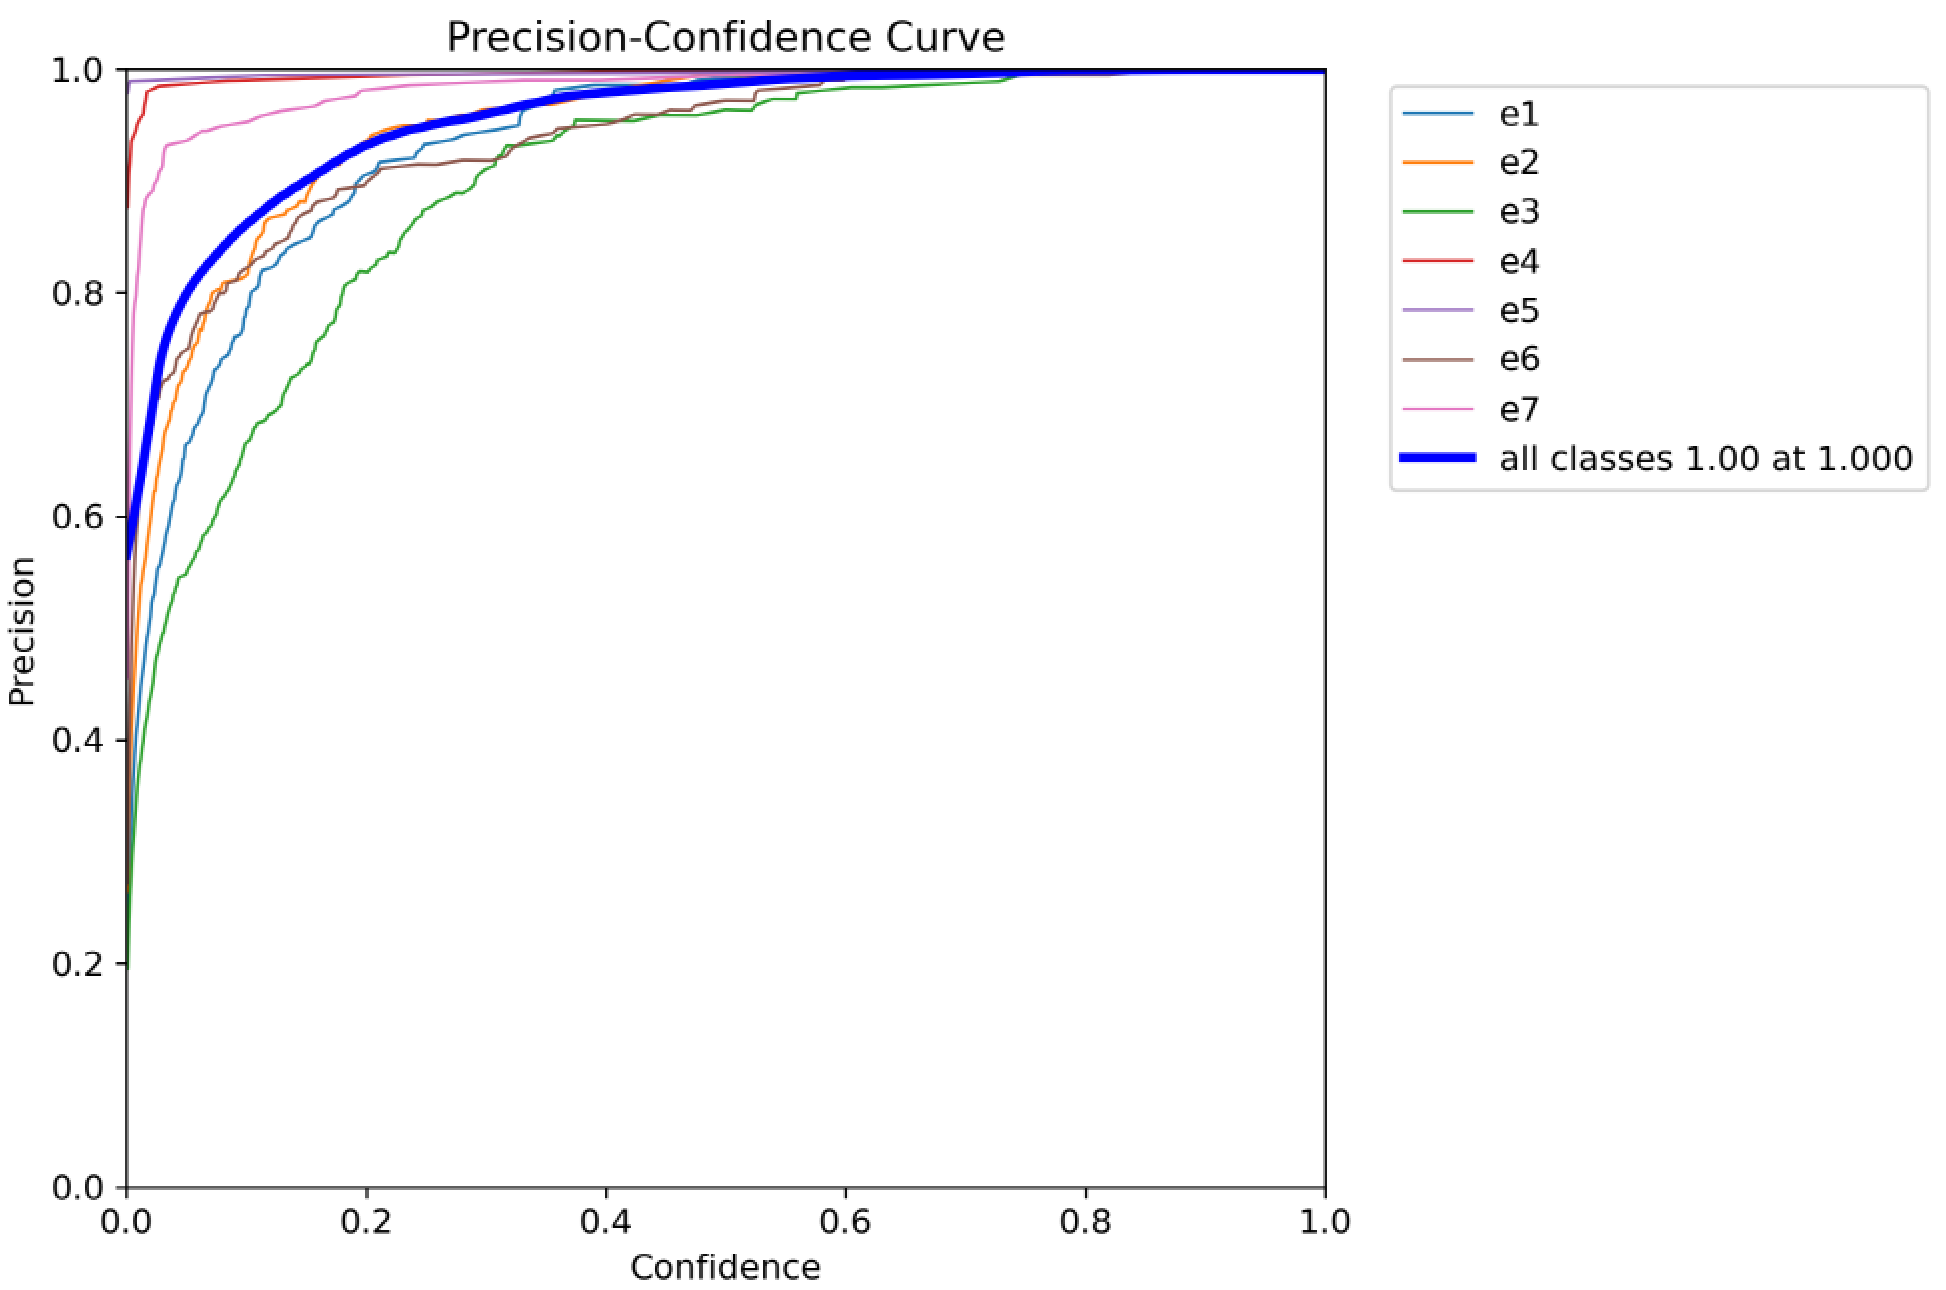 Precision-Confidence Curve
1.0
0.8
0.6
0.4
0.2
0.0
Precision
0.0 0.2 0.4 0.6 0.8 1.0
Confidence
e1
e2
e3
e4
e5
e6
e7
all classes 1.00 at 1.000